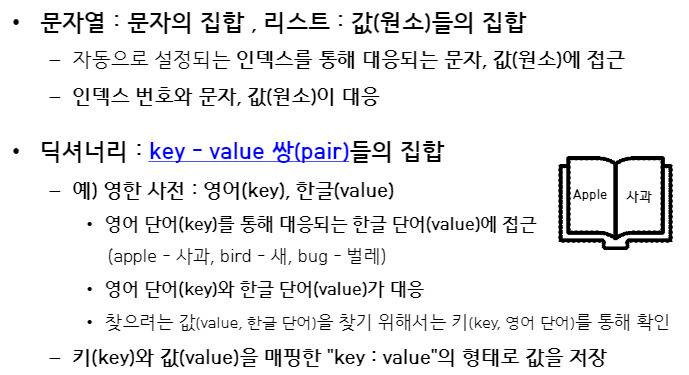 • 문자열 : 문자의 집합 , 리스트 : 값(원소)들의 집합
– 자동으로 설정되는 인덱스를 통해 대응되는 문자, 값(원소)에 접근
– 인덱스 번호와 문자, 값(원소)이 대응
• 딕셔너리 : key – value 쌍(pair)들의 집합
– 예) 영한 사전 : 영어(key), 한글(value)
• 영어 단어(key)를 통해 대응되는 한글 단어(value)에 접근
(apple – 사과, bird – 새, bug – 벌레)
• 영어 단어(key)와 한글 단어(value)가 대응
• 찾으려는 값(value, 한글 단어)을 찾기 위해서는 키(key, 영어 단어)를 통해 확인
– 키(key)와 값(value)을 매핑한 "key : value"의 형태로 값을 저장
Apple 사과